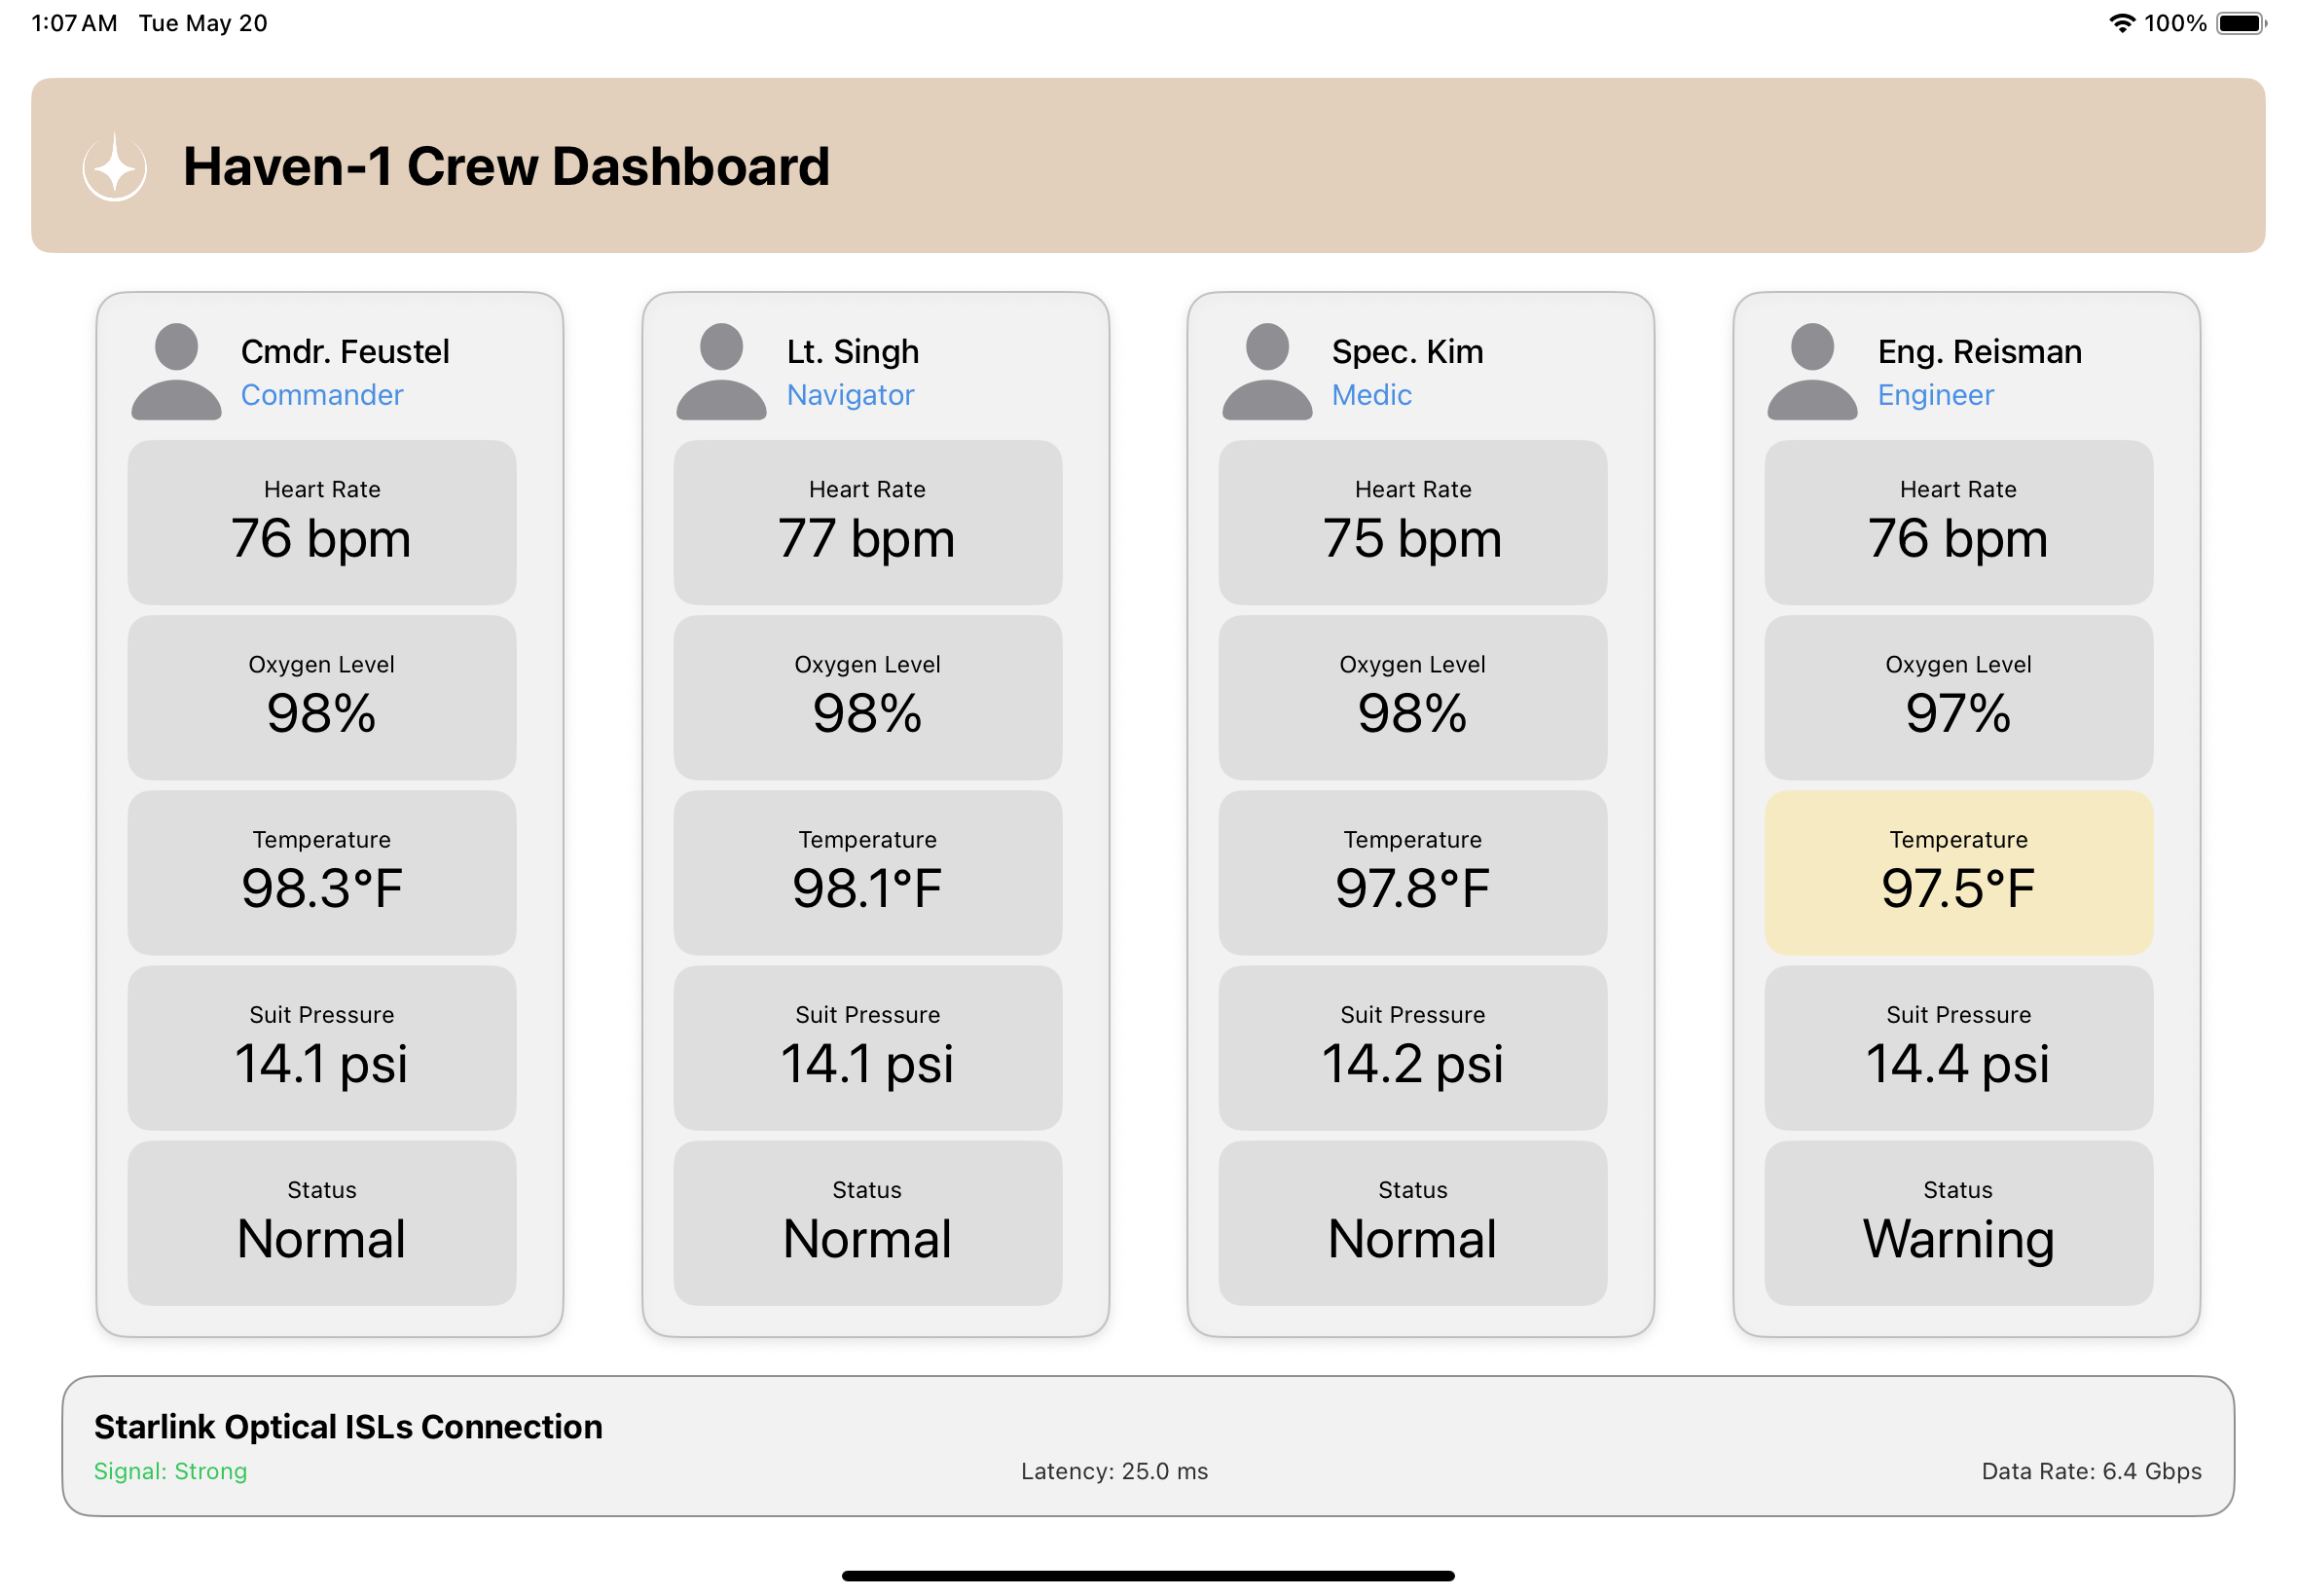 1:07 AM Tue May 20
100%
Haven-1 Crew Dashboard
Cmdr. Feustel
Commander
Heart Rate
76 bpm
Oxygen Level
98%
Temperature
98.3°F
Suit Pressure
14.1 psi
Status
Normal
Lt. Singh
Navigator
Heart Rate
77 bpm
Oxygen Level
98%
Temperature
98.1°F
Suit Pressure
14.1 psi
Status
Normal
Spec. Kim
Medic
Heart Rate
75 bpm
Oxygen Level
98%
Temperature
97.8°F
Suit Pressure
14.2 psi
Status
Normal
Eng. Reisman
Engineer
Heart Rate
76 bpm
Oxygen Level
97%
Temperature
97.5°F
Suit Pressure
14.4 psi
Status
Warning
Starlink Optical ISLs Connection
Signal: Strong
Latency: 25.0 ms
Data Rate: 6.4 Gbps